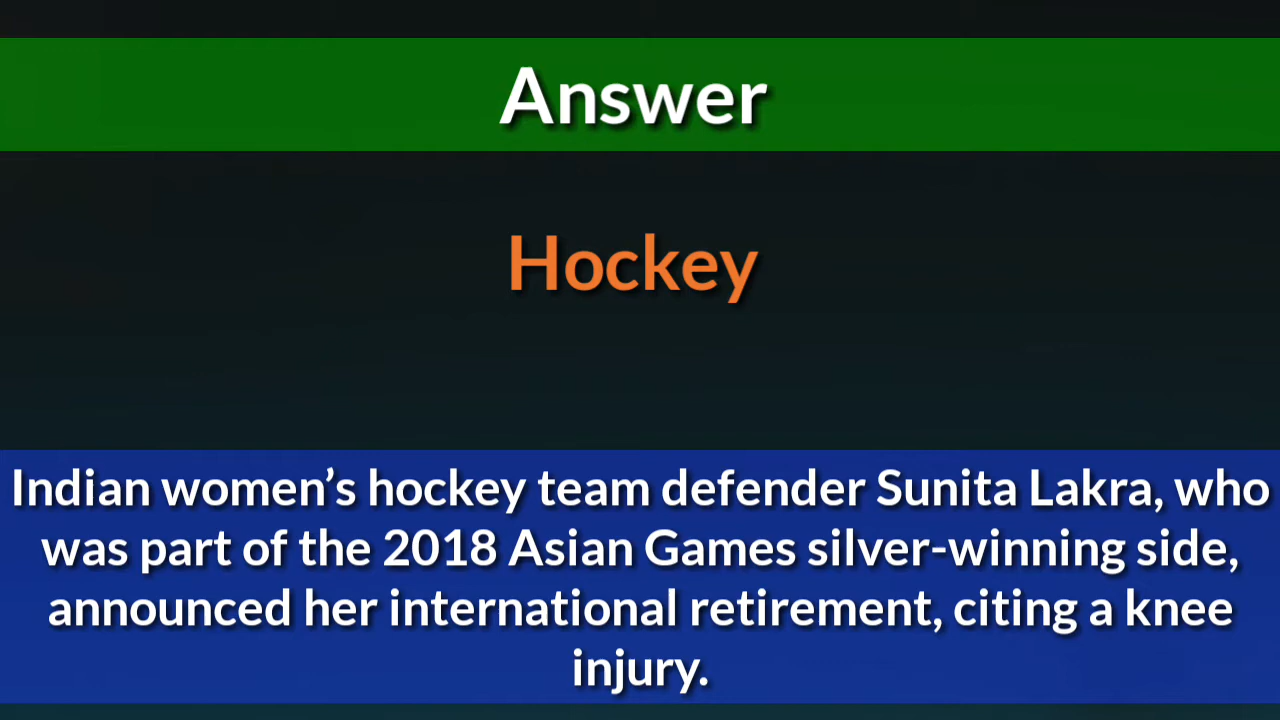 Answer
Hockey
Indian women’s hockey team defender Sunita Lakra, who
was part of the 2018 Asian Games silver-winning side,
announced her international retirement, citing a knee
injury.